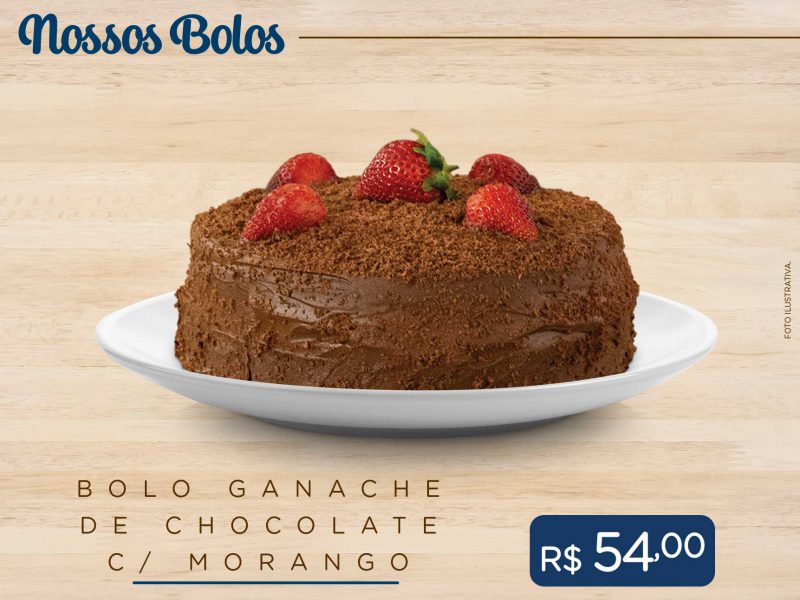 Nossos Bolos
FOTO ILUSTRATIVA.
BOLO GANACHE
DE CHOCOLATE
C/ MORANGO
R$ 54,00